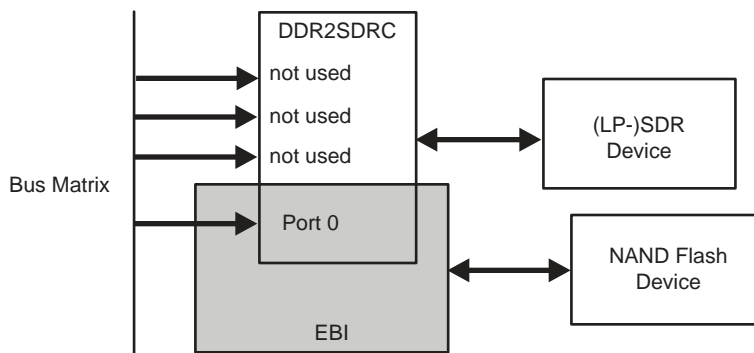 DDR2SDRC
not used
not used
not used
(LP-)SDR
Device
Bus Matrix
Port 0
NAND Flash
Device
EBI